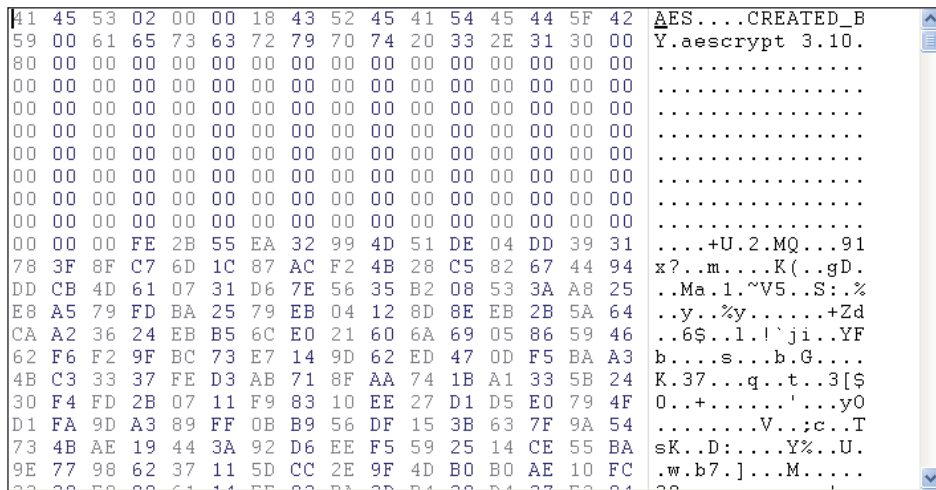 41 45 53 02 00 00 18 43 52 45 41 54 45 44 5F 42 AES....CREATED_B
59 00 61 65 73 63 72 79 70 74 20 33 2E 31 30 00 Y.aescrypt 3.10.
80 00 00 00 00 00 00 00 00 00 00 00 00 00 00 00 ................
00 00 00 00 00 00 00 00 00 00 00 00 00 00 00 00 ................
00 00 00 00 00 00 00 00 00 00 00 00 00 00 00 00 ................
00 00 00 00 00 00 00 00 00 00 00 00 00 00 00 00 ................
00 00 00 00 00 00 00 00 00 00 00 00 00 00 00 00 ................
00 00 00 00 00 00 00 00 00 00 00 00 00 00 00 00 ................
00 00 00 00 00 00 00 00 00 00 00 00 00 00 00 00 ................
00 00 00 00 00 00 00 00 00 00 00 00 00 00 00 00 ................
00 00 00 FE 2B 55 EA 32 99 4D 51 DE 04 DD 39 31 ....+U.2.MQ...91
78 3F 8F C7 6D 1C 87 AC F2 4B 28 C5 82 67 44 94 x?..m....K(..gD.
DD CB 4D 61 07 31 D6 7E 56 35 B2 08 53 3A A8 25 ..Ma.1.~V5..S:.%
E8 A5 79 FD BA 25 79 EB 04 12 8D 8E EB 2B 5A 64 ..y..%y......+Zd
CA A2 36 24 EB B5 6C E0 21 60 6A 69 05 86 59 46 ..6$..l.!`ji..YF
62 F6 F2 9F BC 73 E7 14 9D 62 ED 47 0D F5 BA A3 b....s...b.G....
4B C3 33 37 FE D3 AB 71 8F AA 74 1B A1 33 5B 24 K.37...q..t..3[$
30 F4 FD 2B 07 11 F9 83 10 EE 27 D1 D5 E0 79 4F 0..+......'...yO
D1 FA 9D A3 89 FF 0B B9 56 DF 15 3B 63 7F 9A 54 ........V..;c..T
73 4B AE 19 44 3A 92 D6 EE F5 59 25 14 CE 55 BA sK..D:....Y%..U.
9E 77 98 62 37 11 5D CC 2E 9F 4D B0 B0 AE 10 FC .w.b7.]...M.....